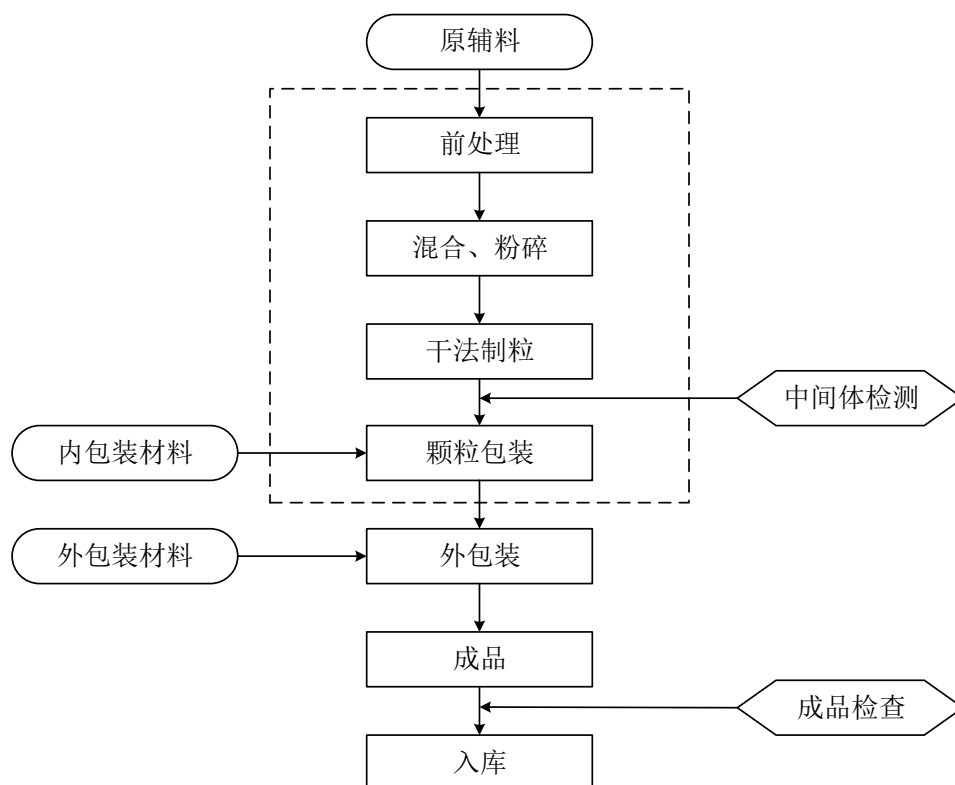 原辅料
前处理
混合、粉碎
干法制粒
中间体检测
内包装材料
颗粒包装
外包装材料
外包装
成品
成品检查
入库